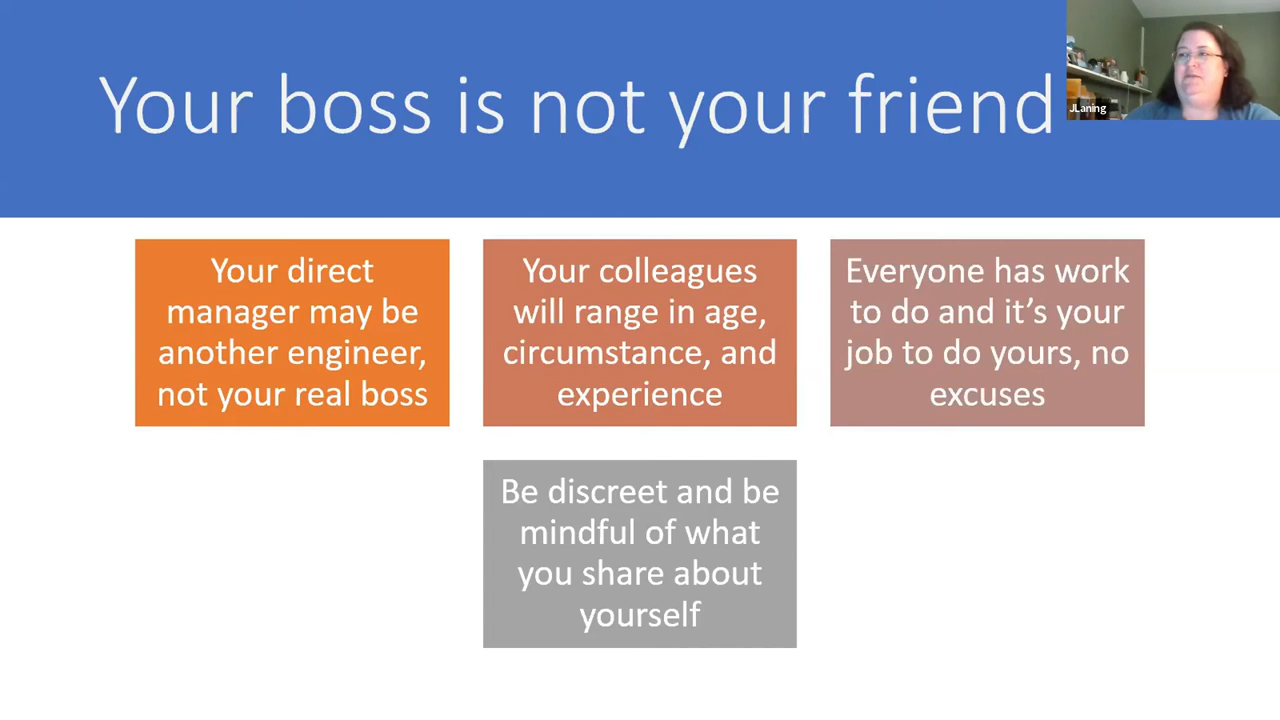 Your boss is not your friend
JLaning
Your direct
manager may be
another engineer,
not your real boss
Your colleagues
will range in age,
circumstance, and
experience
Everyone has work
to do and it’s your
job to do yours, no
excuses
Be discreet and be
mindful of what
you share about
yourself